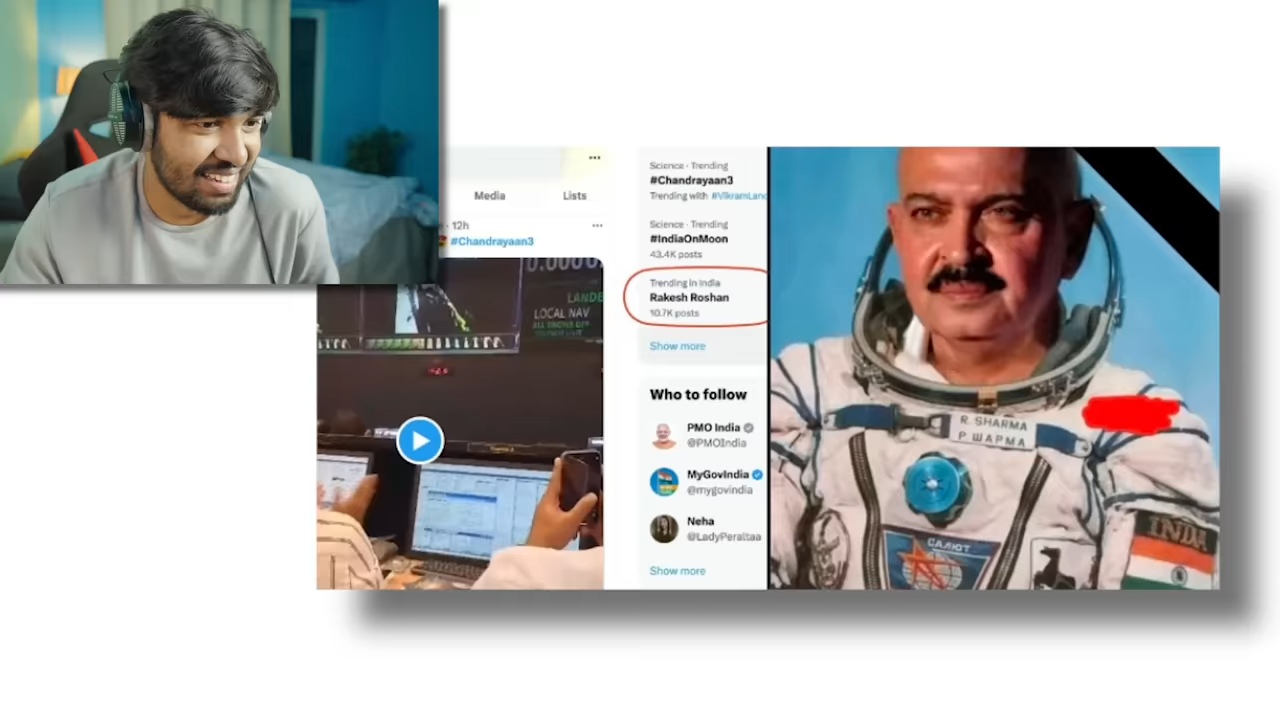 Media
Lists
· 12h
#Chandrayaan3
0.000
LANDE
LOCAL NAV
Science · Trending
#Chandrayaan3
Trending with #VikramLand
Science · Trending
#IndiaOnMoon
43.4K posts
Trending in India
Rakesh Roshan
10.7K posts
Show more
Who to follow
PMO India
@PMOIndia
MyGovIndia
@mygovindia
Neha
@LadyPeraltaa
Show more
R. SHARMA
Р. ШАРМА
САЛЮТ
INDIA